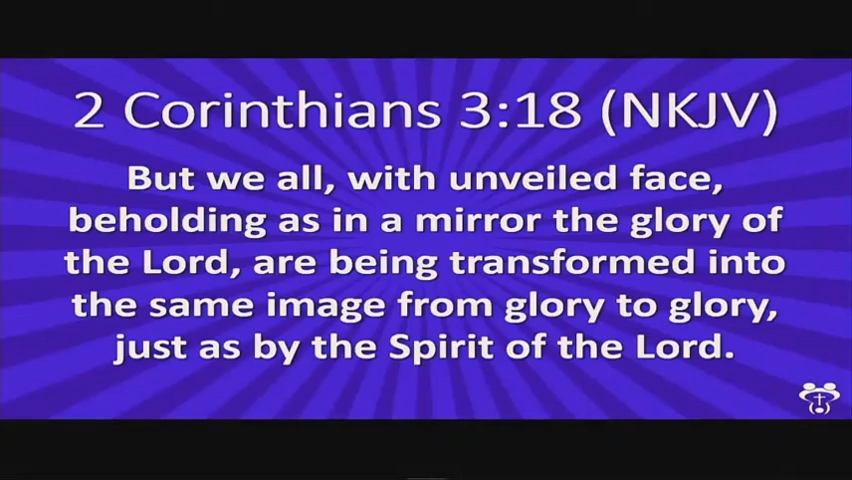 2 Corinthians 3:18 (NKJV)
But we all, with unveiled face,
beholding as in a mirror the glory of
the Lord, are being transformed into
the same image from glory to glory,
just as by the Spirit of the Lord.